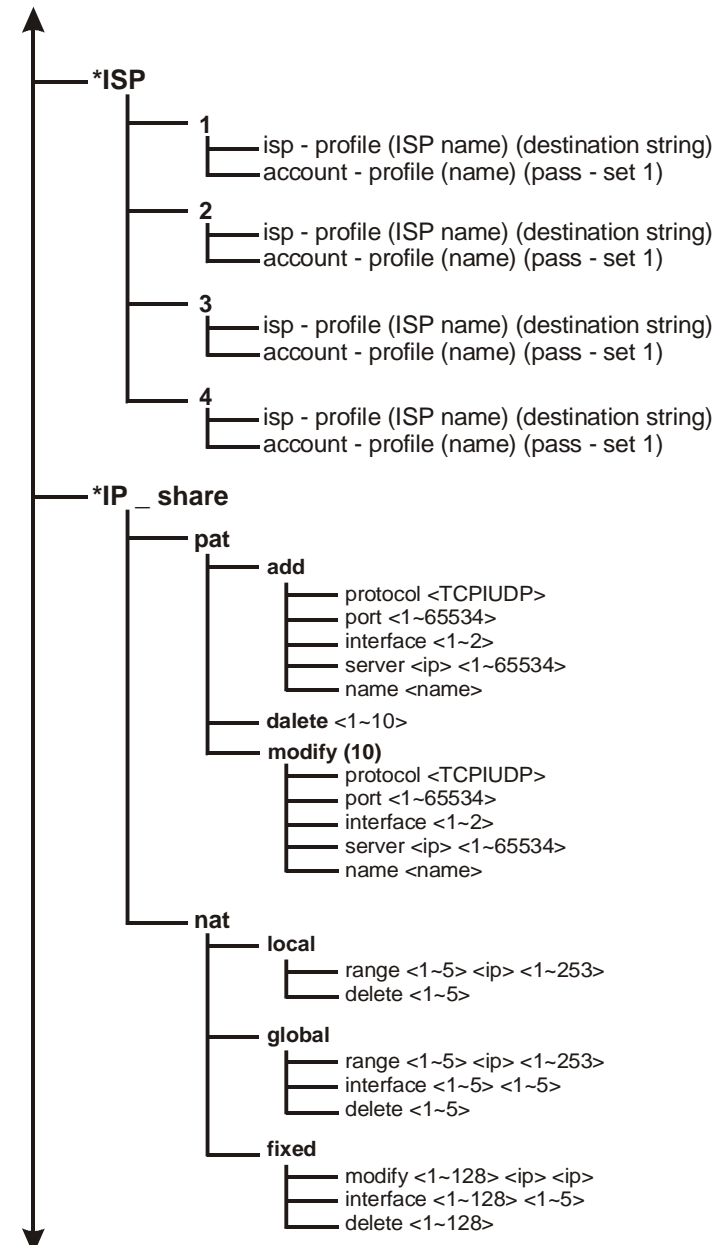 *ISP
1
isp - profile (ISP name) (destination string)
account - profile (name) (pass - set 1)
2
isp - profile (ISP name) (destination string)
account - profile (name) (pass - set 1)
3
isp - profile (ISP name) (destination string)
account - profile (name) (pass - set 1)
4
isp - profile (ISP name) (destination string)
account - profile (name) (pass - set 1)
*IP _ share
pat
add
protocol <TCPIUDP>
port <1~65534>
interface <1~2>
server <ip> <1~65534>
name <name>
dalete <1~10>
modify (10)
protocol <TCPIUDP>
port <1~65534>
interface <1~2>
server <ip> <1~65534>
name <name>
nat
local
range <1~5> <ip> <1~253>
delete <1~5>
global
range <1~5> <ip> <1~253>
interface <1~5> <1~5>
delete <1~5>
fixed
modify <1~128> <ip> <ip>
interface <1~128> <1~5>
delete <1~128>